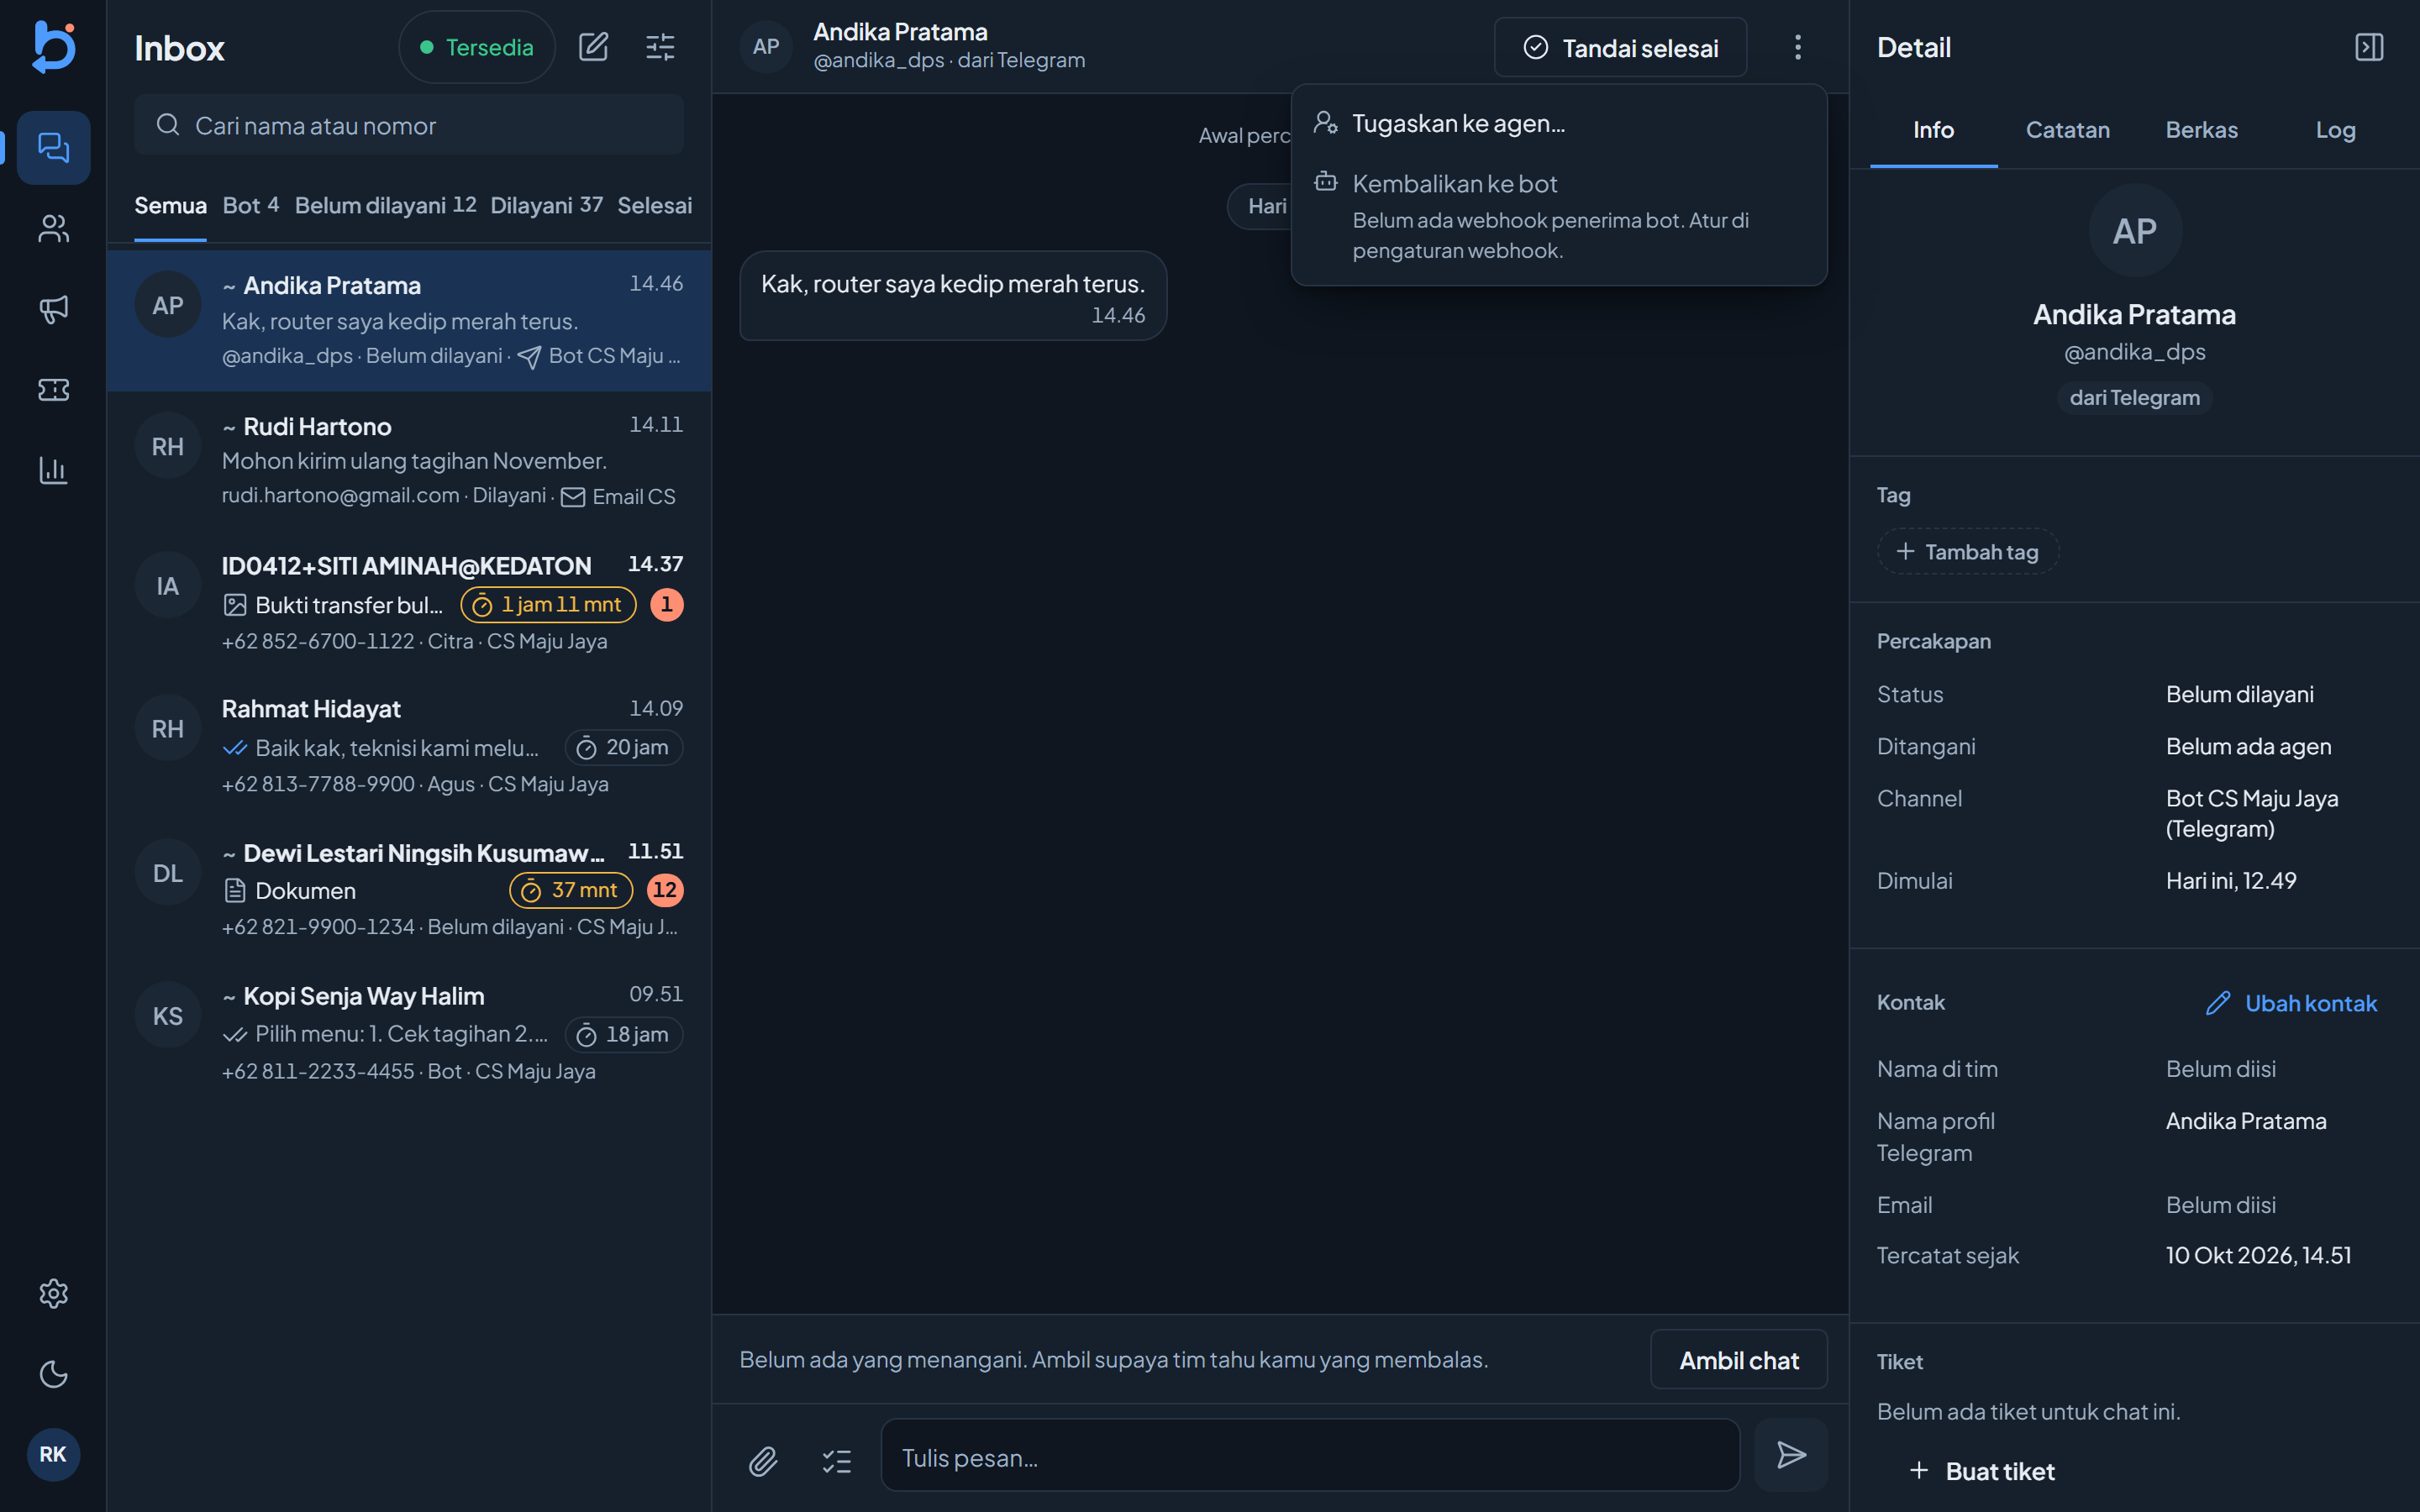 Inbox
Tersedia
Cari nama atau nomor
Semua Bot 4 Belum dilayani 12 Dilayani 37 Selesai
AP
~ Andika Pratama 14.46
Kak, router saya kedip merah terus.
@andika_dps · Belum dilayani · Bot CS Maju ...
RH
~ Rudi Hartono 14.11
Mohon kirim ulang tagihan November.
rudi.hartono@gmail.com · Dilayani · Email CS
IA
ID0412+SITI AMINAH@KEDATON 14.37
Bukti transfer bul... 1 jam 11 mnt 1
+62 852-6700-1122 · Citra · CS Maju Jaya
RH
Rahmat Hidayat 14.09
Baik kak, teknisi kami melu... 20 jam
+62 813-7788-9900 · Agus · CS Maju Jaya
DL
~ Dewi Lestari Ningsih Kusumaw... 11.51
Dokumen 37 mnt 12
+62 821-9900-1234 · Belum dilayani · CS Maju J...
KS
~ Kopi Senja Way Halim 09.51
Pilih menu: 1. Cek tagihan 2.... 18 jam
+62 811-2233-4455 · Bot · CS Maju Jaya
RK
AP
Andika Pratama
@andika_dps · dari Telegram
Tandai selesai
Awal perc
Hari
Tugaskan ke agen...
Kembalikan ke bot
Belum ada webhook penerima bot. Atur di
pengaturan webhook.
Kak, router saya kedip merah terus.
14.46
Belum ada yang menangani. Ambil supaya tim tahu kamu yang membalas.
Ambil chat
Tulis pesan...
Detail
Info Catatan Berkas Log
AP
Andika Pratama
@andika_dps
dari Telegram
Tag
+ Tambah tag
Percakapan
Status Belum dilayani
Ditangani Belum ada agen
Channel Bot CS Maju Jaya
(Telegram)
Dimulai Hari ini, 12.49
Kontak Ubah kontak
Nama di tim Belum diisi
Nama profil Andika Pratama
Telegram
Email Belum diisi
Tercatat sejak 10 Okt 2026, 14.51
Tiket
Belum ada tiket untuk chat ini.
+ Buat tiket